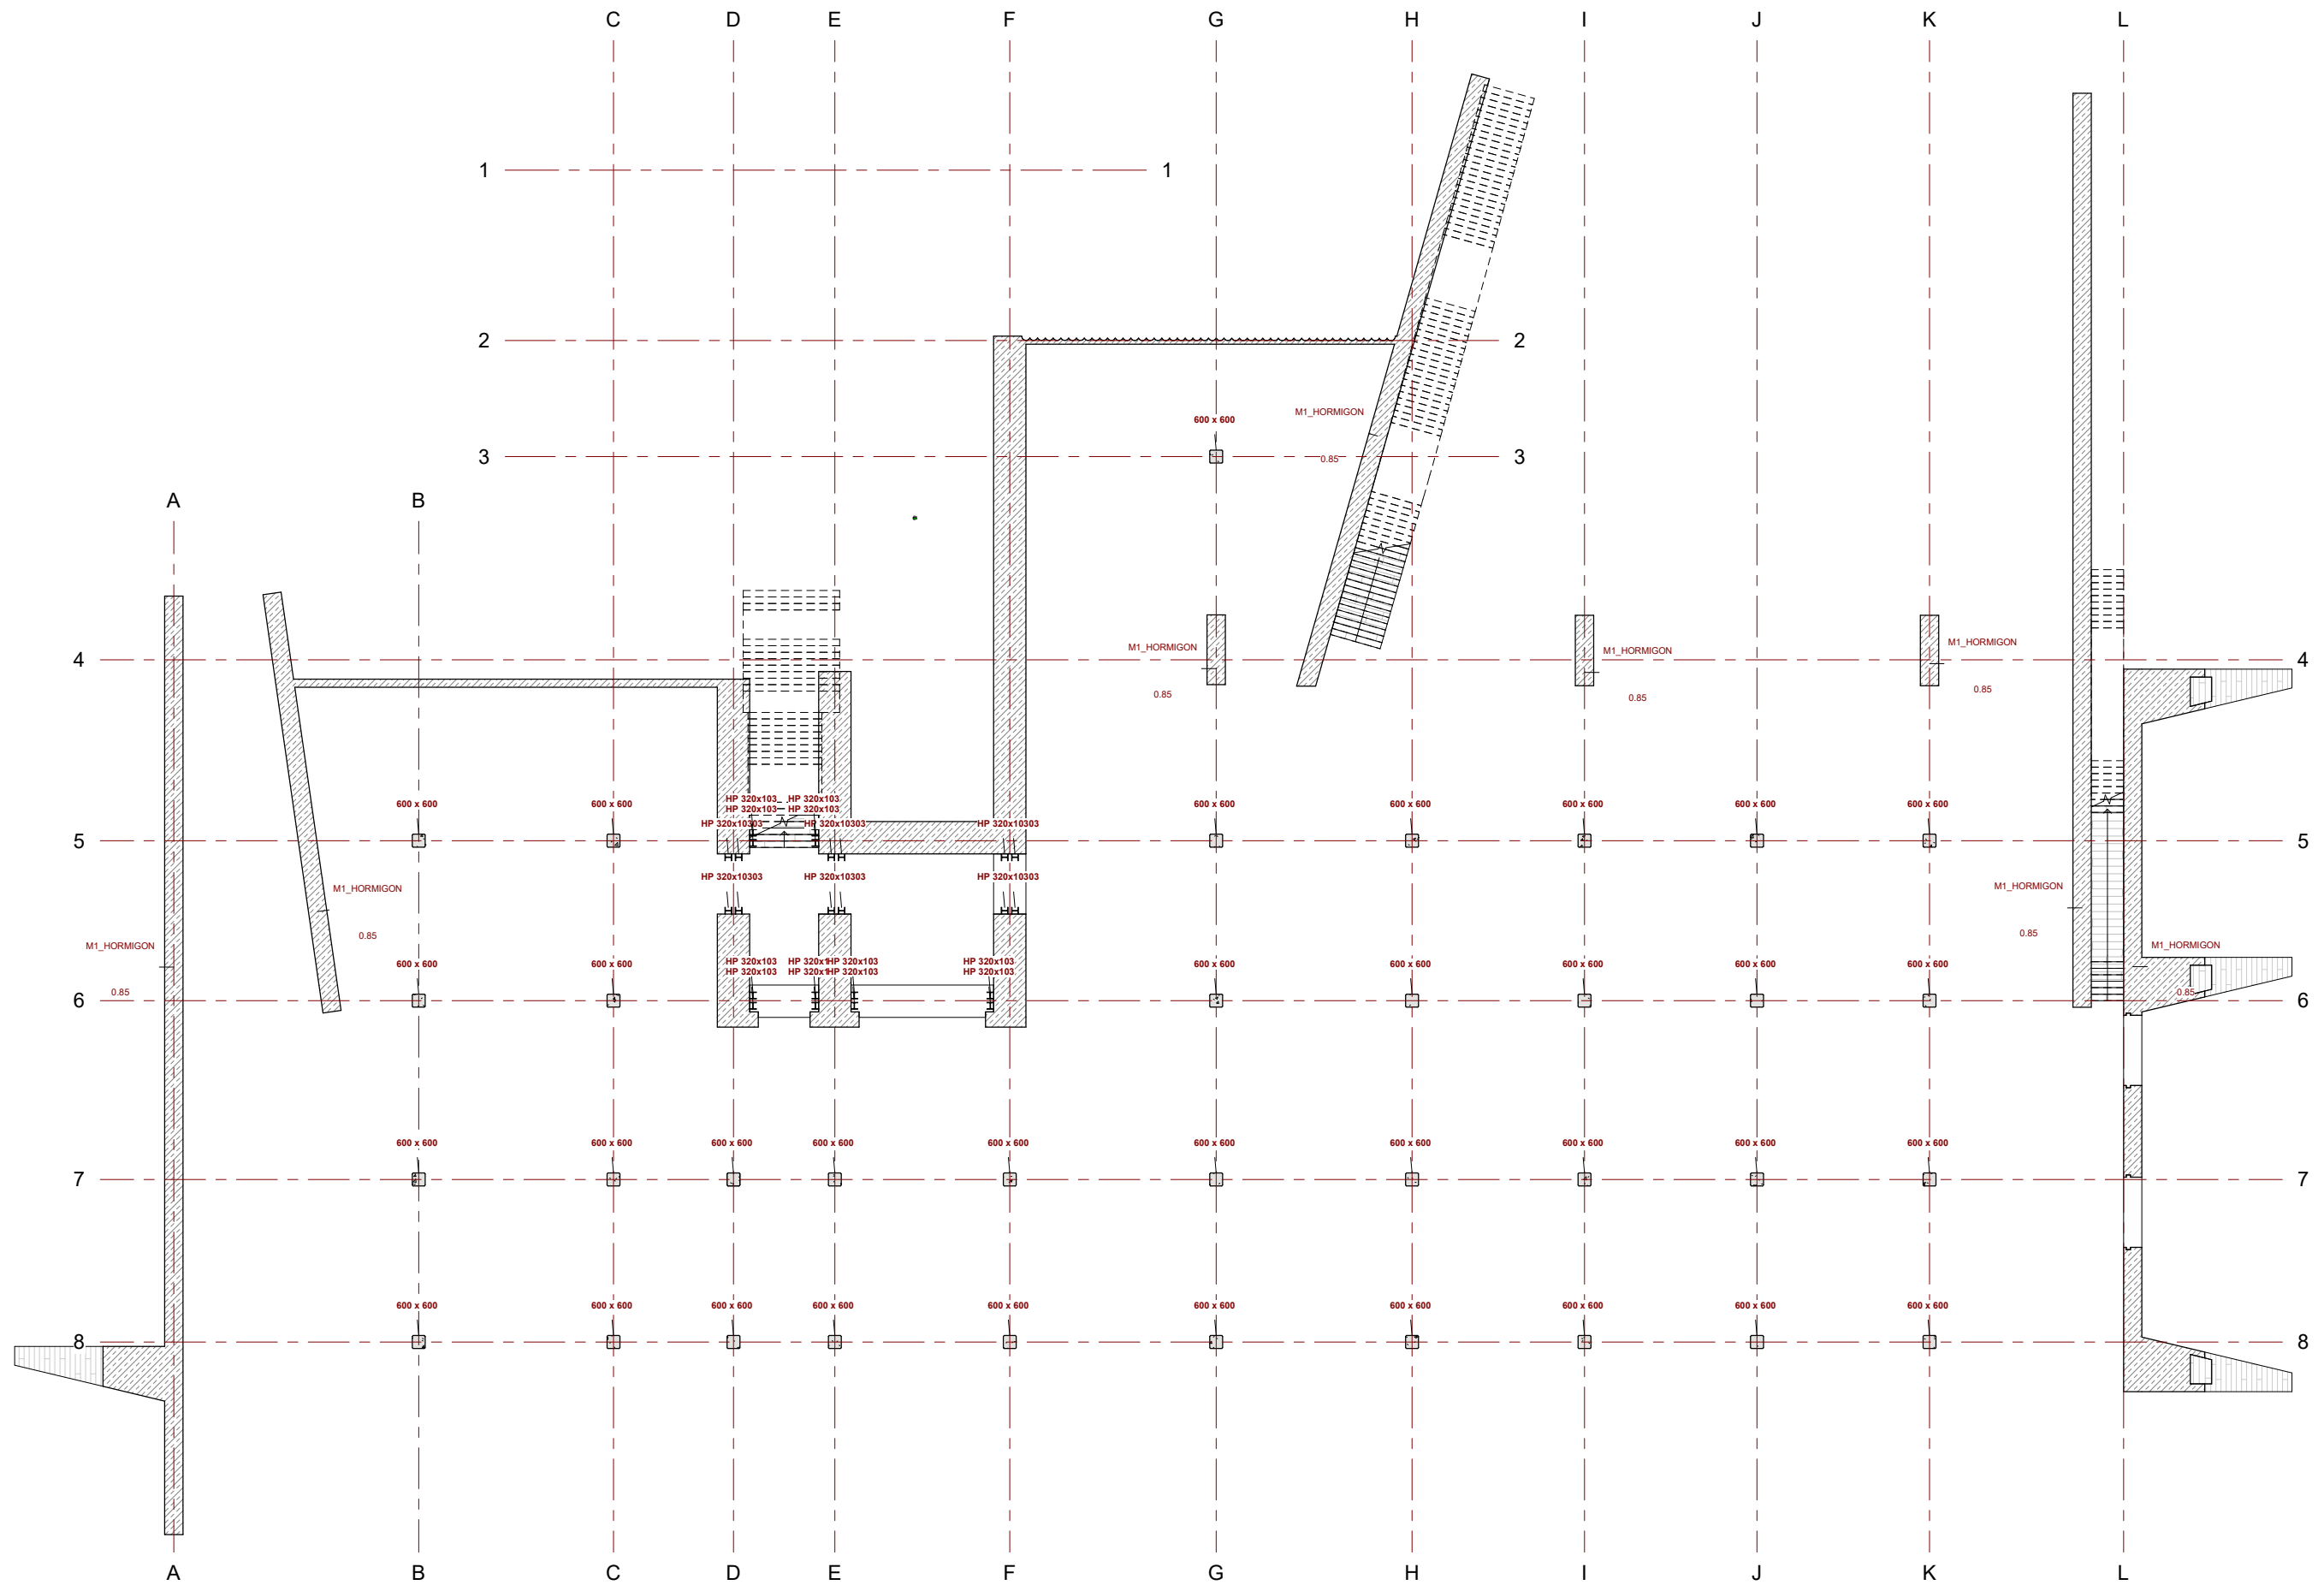 C D E F G H I J K L
1 1
2 2
M1_HORMIGON
600 x 600
3 0.85 3
A B
M1_HORMIGON M1_HORMIGON M1_HORMIGON
4 4
0.85 0.85 0.85
HP 320x103 HP 320x103
600 x 600 600 x 600 600 x 600 600 x 600 600 x 600 600 x 600 600 x 600
HP 320x103 HP 320x103
HP 320x10303 HP 320x10303 HP 320x10303
5 5
HP 320x10303 HP 320x10303 HP 320x10303
M1_HORMIGON M1_HORMIGON
0.85 0.85
M1_HORMIGON M1_HORMIGON
HP 320x103 HP 320x1 HP 320x103 HP 320x103
600 x 600 600 x 600 600 x 600 600 x 600 600 x 600 600 x 600 600 x 600
HP 320x103 HP 320x1 HP 320x103 HP 320x103
0.85 0.85
6 6
600 x 600 600 x 600 600 x 600 600 x 600 600 x 600 600 x 600 600 x 600 600 x 600 600 x 600 600 x 600
7 7
600 x 600 600 x 600 600 x 600 600 x 600 600 x 600 600 x 600 600 x 600 600 x 600 600 x 600 600 x 600
8 8
A B C D E F G H I J K L